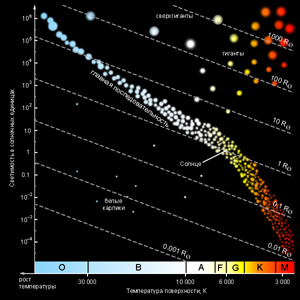 сверхгиганты
1000 R⊙
гиганты
100 R⊙
10 R⊙
главная последовательность
Солнце
1 R⊙
0.1 R⊙
белые
карлики
0.01 R⊙
0.001 R⊙
Светимость в солнечных единицах
10⁶
10⁵
10⁴
10³
10²
10
1
0.1
10⁻²
10⁻³
10⁻⁴
O B A F G K M
30 000 10 000 6 000 3 000
рост
температуры
Температура поверхности, K